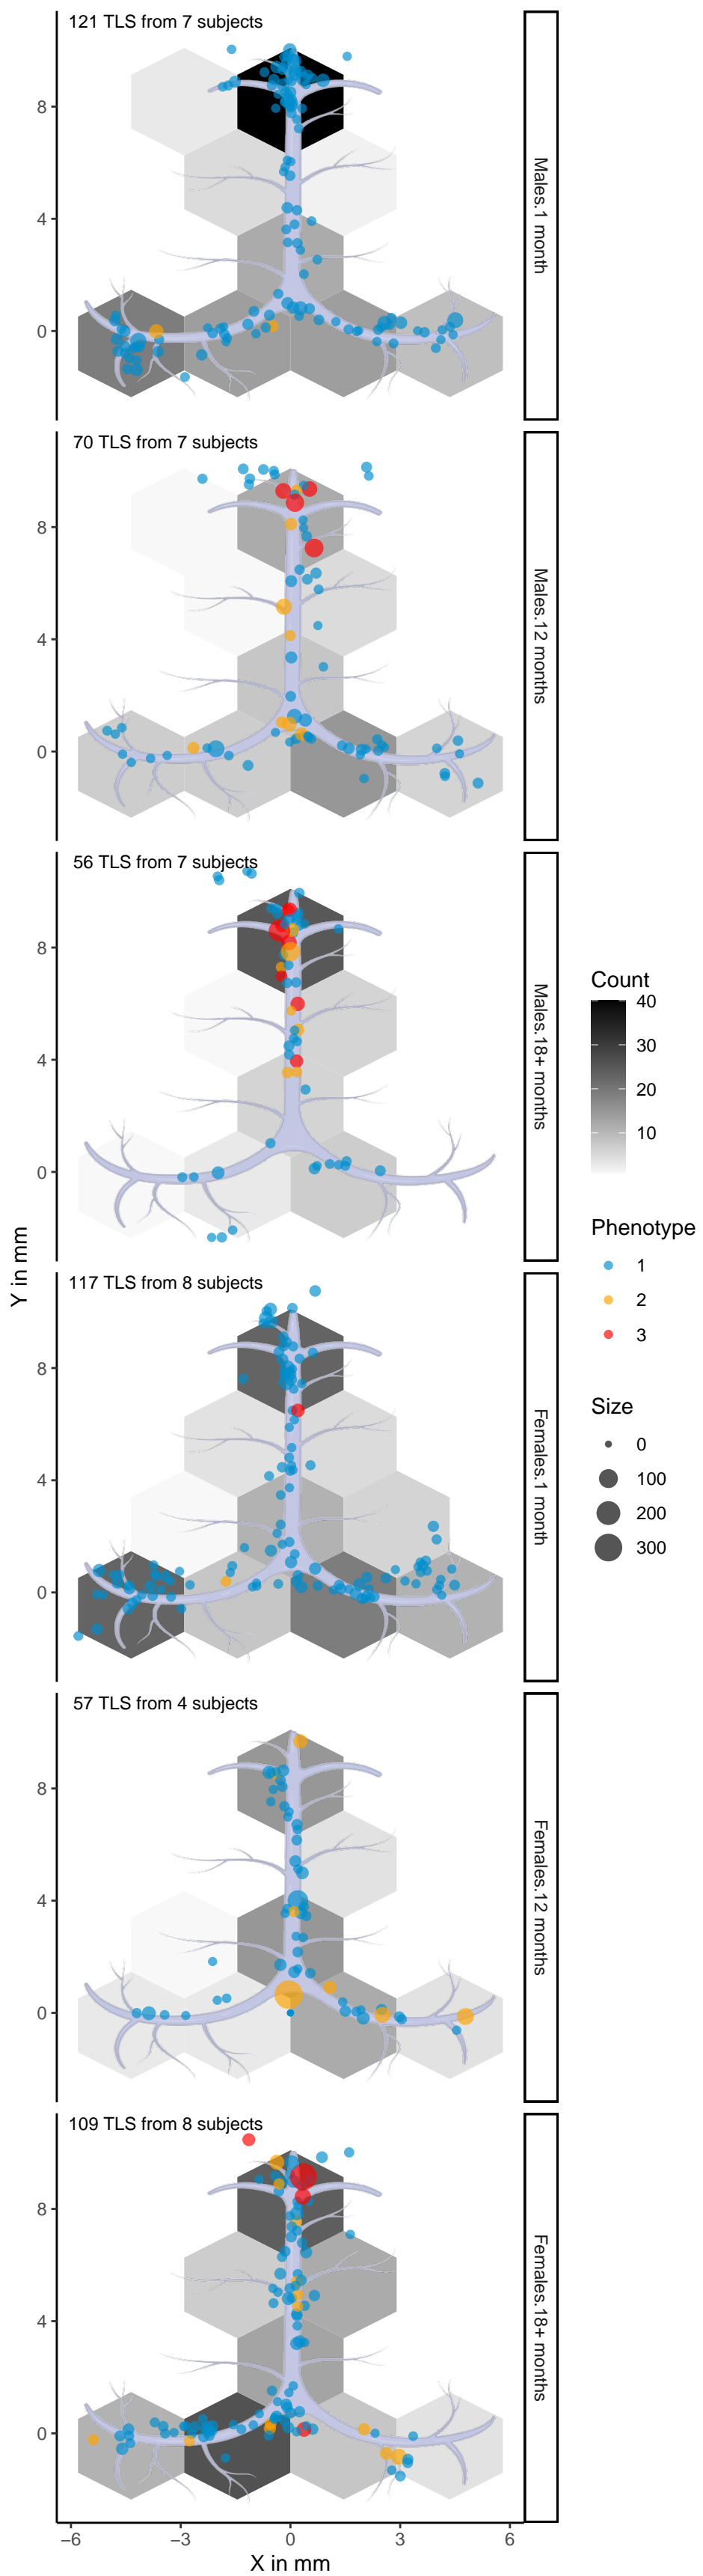 121 TLS from 7 subjects
8
4
0
Males.1 month
70 TLS from 7 subjects
8
4
0
Males.12 months
56 TLS from 7 subjects
8
4
0
Males.18+ months
117 TLS from 8 subjects
8
4
0
Females.1 month
57 TLS from 4 subjects
8
4
0
Females.12 months
109 TLS from 8 subjects
8
4
0
Females.18+ months
−6 −3 0 3 6
X in mm
Y in mm
Count
40
30
20
10
Phenotype
1
2
3
Size
0
100
200
300